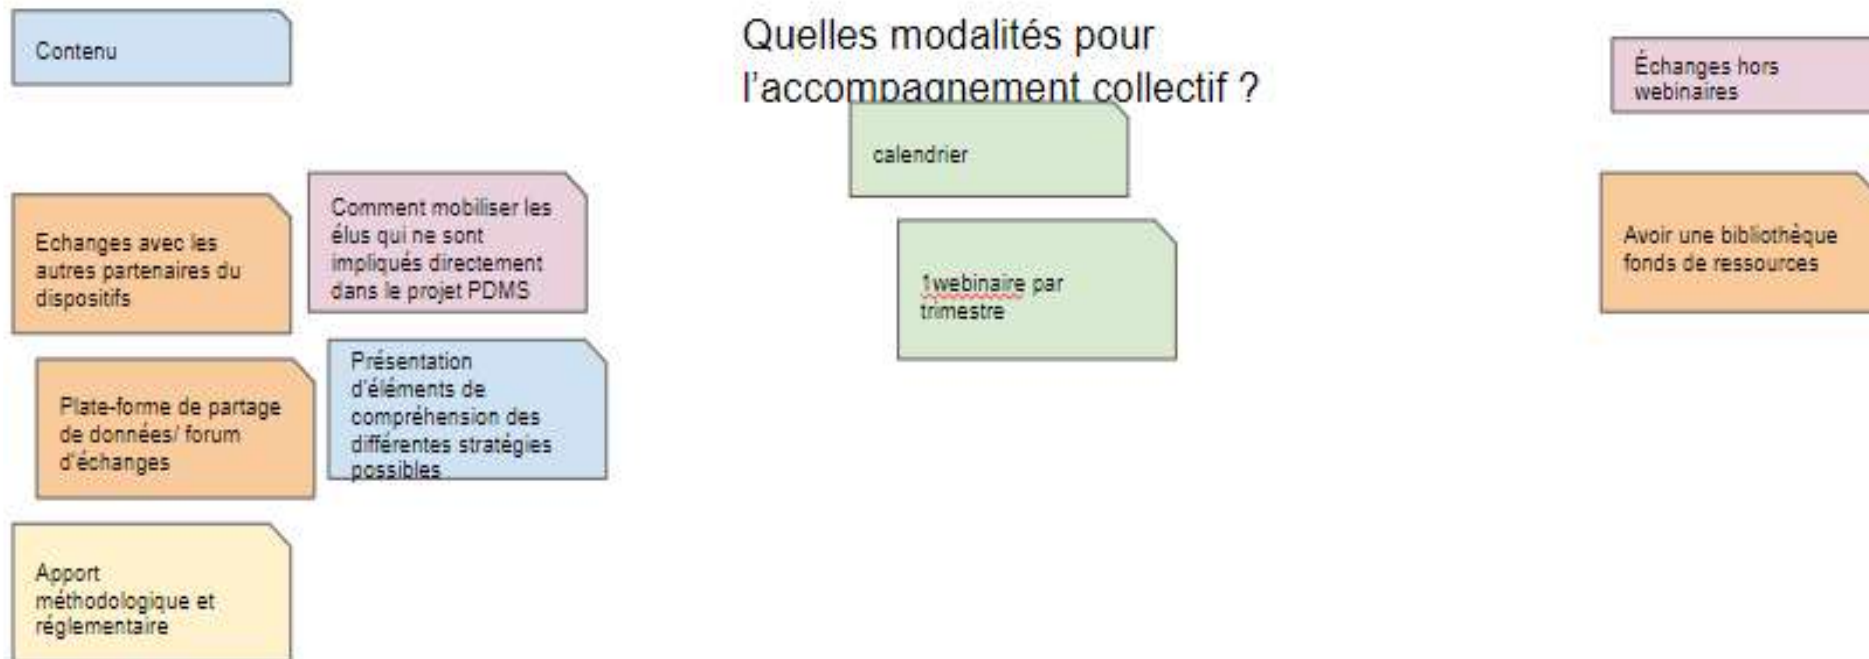 Contenu
Quelles modalités pour
l'accompagnement collectif ?
Échanges hors
webinaires
calendrier
Echanges avec les
autres partenaires du
dispositifs
Comment mobiliser les
élus qui ne sont
impliqués directement
dans le projet PDMS
1webinaire par
trimestre
Avoir une bibliothèque
fonds de ressources
Plate-forme de partage
de données/ forum
d'échanges
Présentation
d'éléments de
compréhension des
différentes stratégies
possibles
Apport
méthodologique et
réglementaire